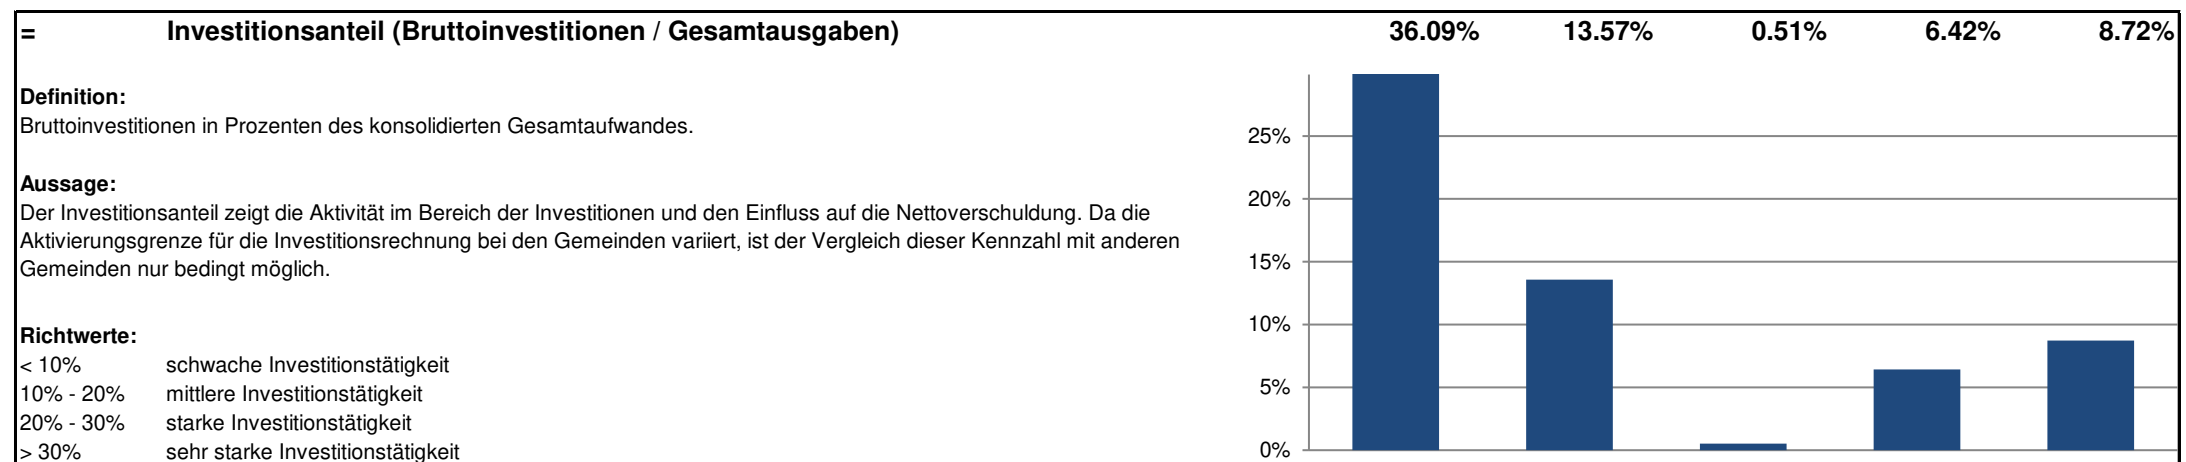 = Investitionsanteil (Bruttoinvestitionen / Gesamtausgaben) 36.09% 13.57% 0.51% 6.42% 8.72%
Definition:
Bruttoinvestitionen in Prozenten des konsolidierten Gesamtaufwandes.
Aussage:
Der Investitionsanteil zeigt die Aktivität im Bereich der Investitionen und den Einfluss auf die Nettoverschuldung. Da die
Aktivierungsgrenze für die Investitionsrechnung bei den Gemeinden variiert, ist der Vergleich dieser Kennzahl mit anderen
Gemeinden nur bedingt möglich.
Richtwerte:
< 10% schwache Investitionstätigkeit
10% - 20% mittlere Investitionstätigkeit
20% - 30% starke Investitionstätigkeit
> 30% sehr starke Investitionstätigkeit
25%
20%
15%
10%
5%
0%